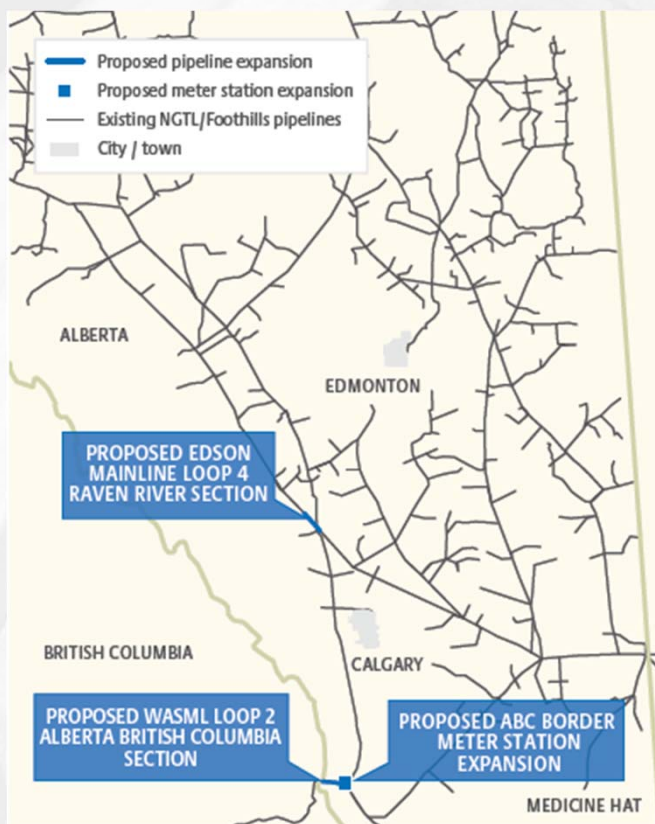 Proposed pipeline expansion
Proposed meter station expansion
Existing NGTL/Foothills pipelines
City / town
ALBERTA
EDMONTON
PROPOSED EDSON
MAINLINE LOOP 4
RAVEN RIVER SECTION
BRITISH COLUMBIA
CALGARY
PROPOSED WASML LOOP 2
ALBERTA BRITISH COLUMBIA
SECTION
PROPOSED ABC BORDER
METER STATION
EXPANSION
MEDICINE HAT